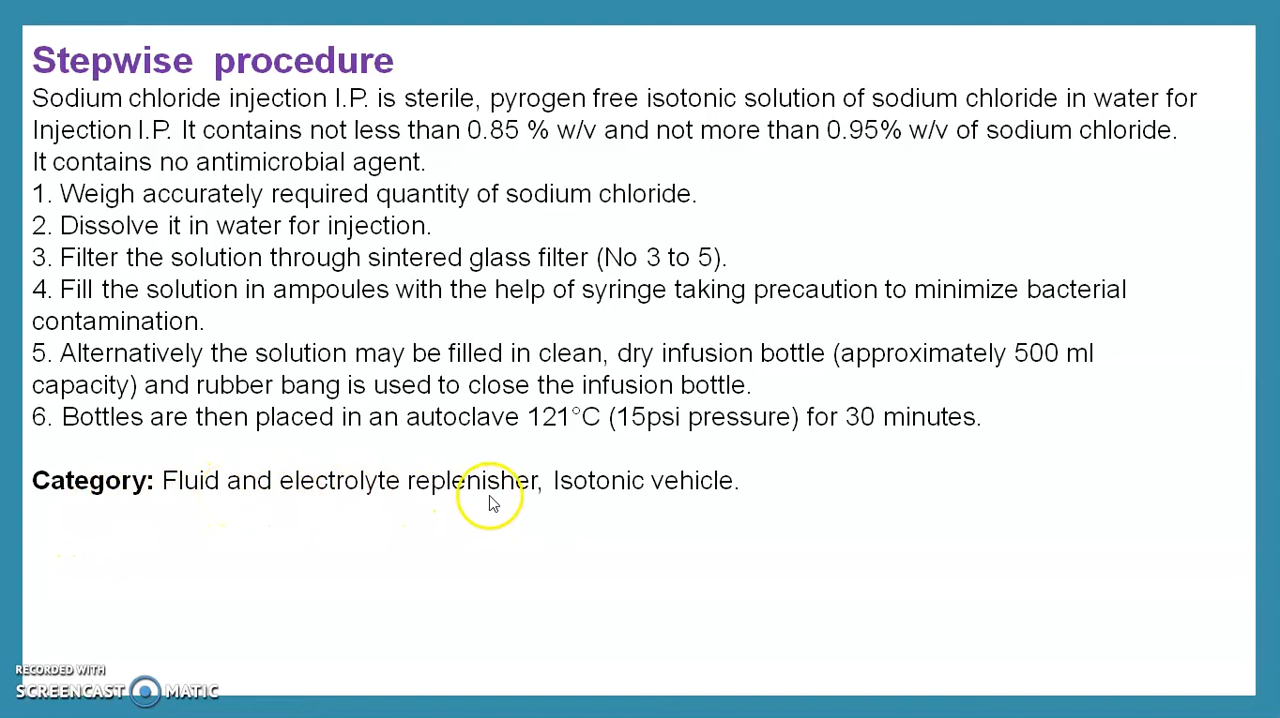 Stepwise procedure
Sodium chloride injection I.P. is sterile, pyrogen free isotonic solution of sodium chloride in water for
Injection I.P. It contains not less than 0.85 % w/v and not more than 0.95% w/v of sodium chloride.
It contains no antimicrobial agent.
1. Weigh accurately required quantity of sodium chloride.
2. Dissolve it in water for injection.
3. Filter the solution through sintered glass filter (No 3 to 5).
4. Fill the solution in ampoules with the help of syringe taking precaution to minimize bacterial
contamination.
5. Alternatively the solution may be filled in clean, dry infusion bottle (approximately 500 ml
capacity) and rubber bang is used to close the infusion bottle.
6. Bottles are then placed in an autoclave 121°C (15psi pressure) for 30 minutes.
Category: Fluid and electrolyte replenisher, Isotonic vehicle.
RECORDED WITH
SCREENCAST MATIC